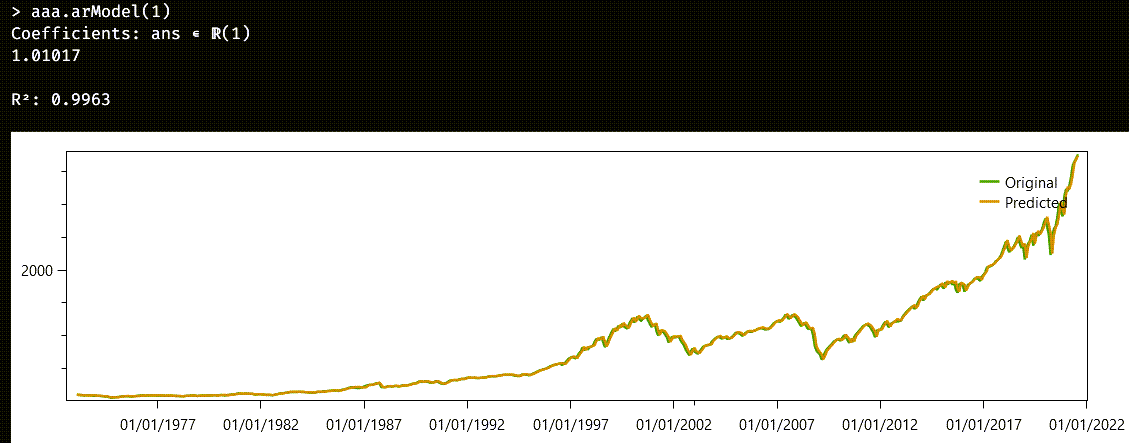 > aaa.arModel(1)
Coefficients: ans ∊ ℝ(1)
1.01017
R²: 0.9963
Original
Predicted
2000
01/01/1977 01/01/1982 01/01/1987 01/01/1992 01/01/1997 01/01/2002 01/01/2007 01/01/2012 01/01/2017 01/01/2022